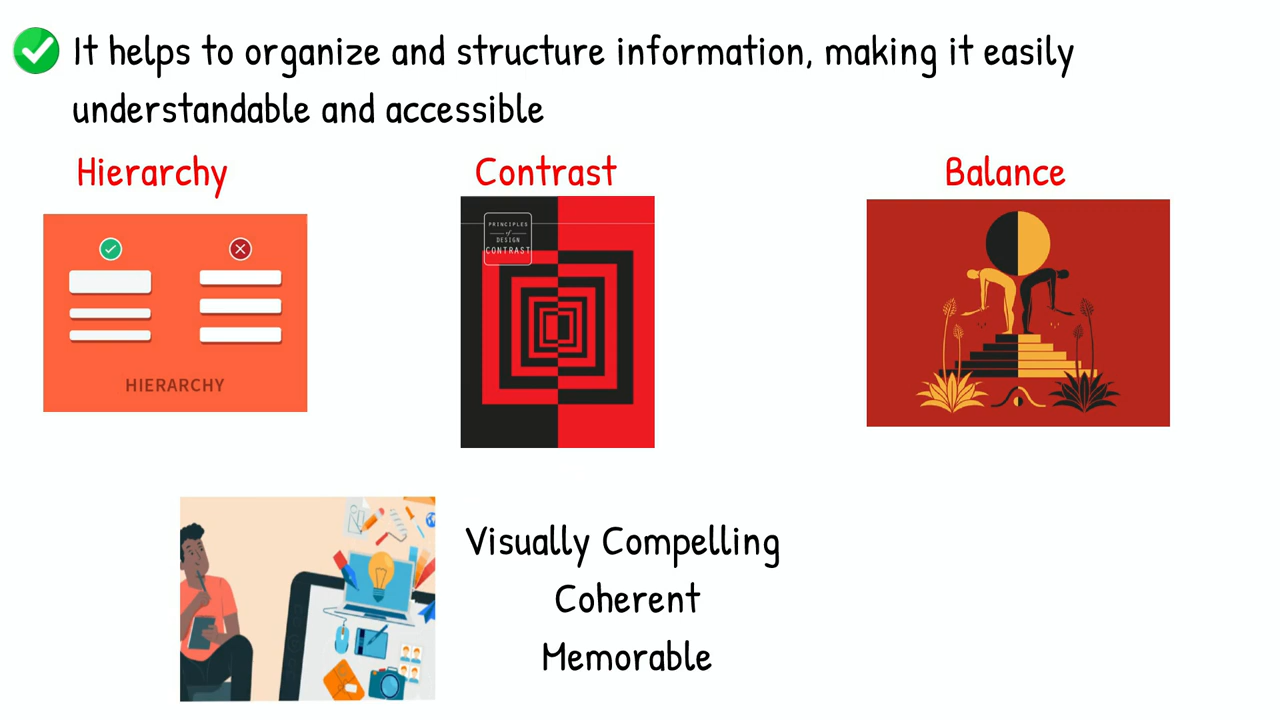 It helps to organize and structure information, making it easily
understandable and accessible
Hierarchy
Contrast
Balance
HIERARCHY
PRINCIPLES
of
DESIGN
CONTRAST
Visually Compelling
Coherent
Memorable